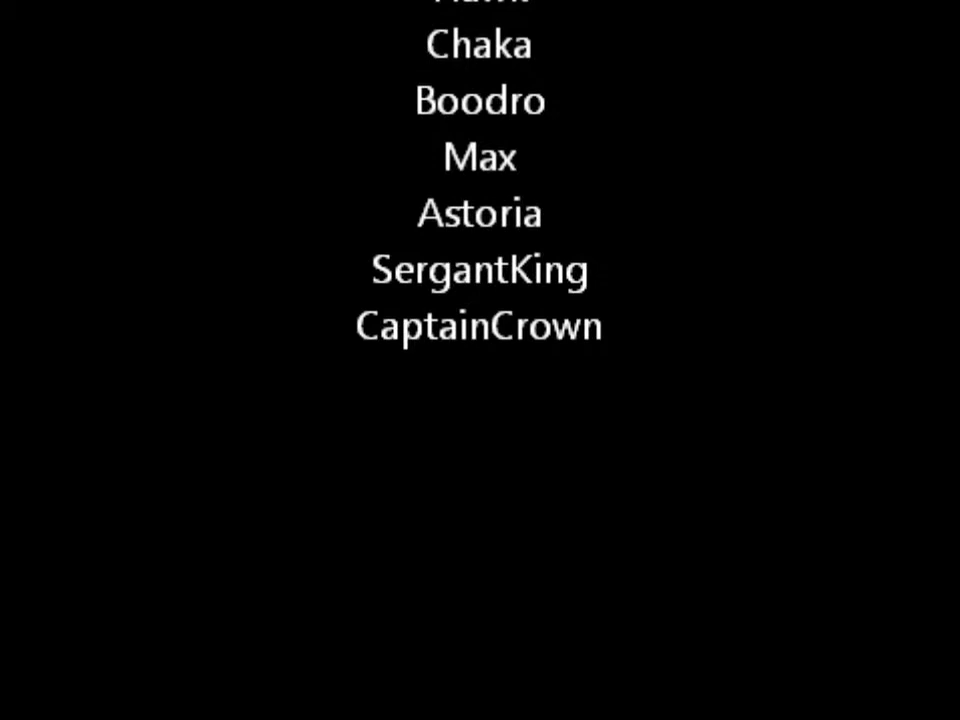 Chaka
Boodro
Max
Astoria
SergantKing
CaptainCrown